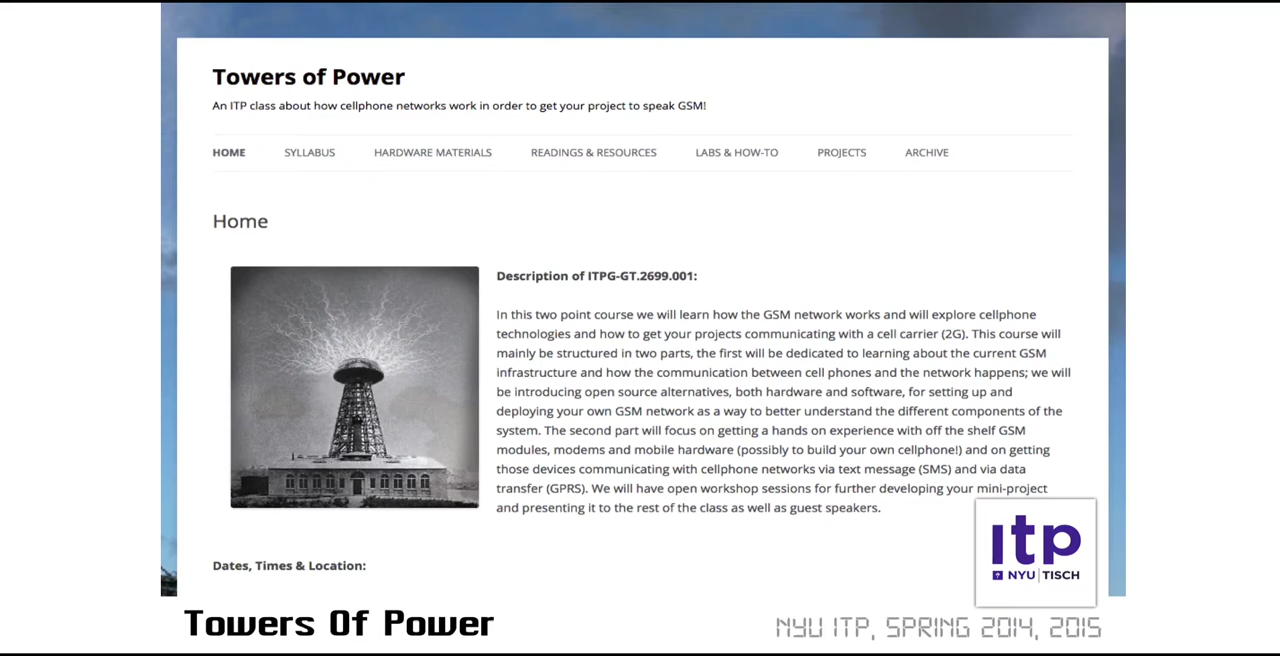 Towers of Power
An ITP class about how cellphone networks work in order to get your project to speak GSM!
HOME SYLLABUS HARDWARE MATERIALS READINGS & RESOURCES LABS & HOW-TO PROJECTS ARCHIVE
Home
Description of ITPG-GT.2699.001:
In this two point course we will learn how the GSM network works and will explore cellphone
technologies and how to get your projects communicating with a cell carrier (2G). This course will
mainly be structured in two parts, the first will be dedicated to learning about the current GSM
infrastructure and how the communication between cell phones and the network happens; we will
be introducing open source alternatives, both hardware and software, for setting up and
deploying your own GSM network as a way to better understand the different components of the
system. The second part will focus on getting a hands on experience with off the shelf GSM
modules, modems and mobile hardware (possibly to build your own cellphone!) and on getting
those devices communicating with cellphone networks via text message (SMS) and via data
transfer (GPRS). We will have open workshop sessions for further developing your mini-project
and presenting it to the rest of the class as well as guest speakers.
Dates, Times & Location:
itp
NYU TISCH
Towers Of Power
NYU ITP, SPRING 2014, 2015